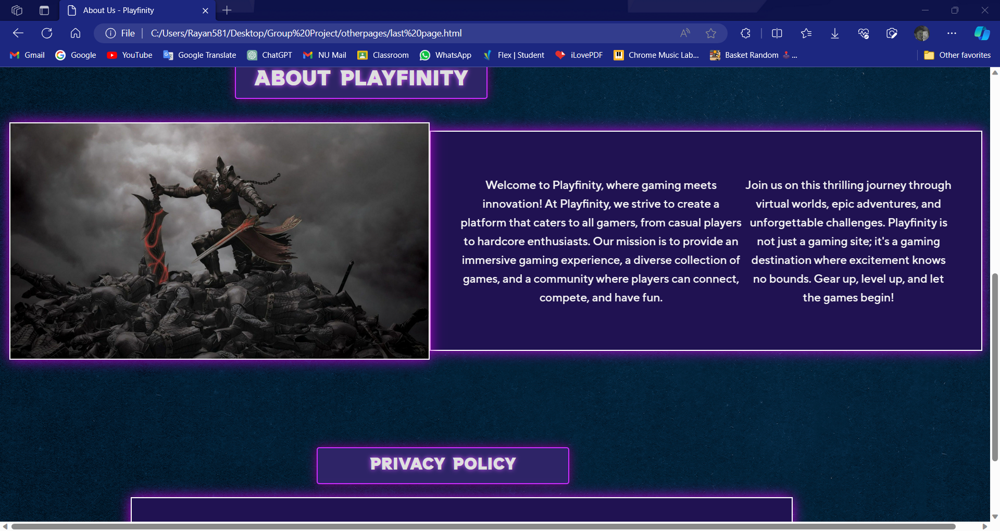 About Us - Playfinity
File
C:/Users/Rayan581/Desktop/Group%20Project/otherpages/last%20page.html
Gmail
Google
YouTube
Google Translate
ChatGPT
NU Mail
Classroom
WhatsApp
Flex | Student
iLovePDF
Chrome Music Lab...
Basket Random 🕹️ ...
Other favorites
ABOUT PLAYFINITY
Welcome to Playfinity, where gaming meets
innovation! At Playfinity, we strive to create a
platform that caters to all gamers, from casual players
to hardcore enthusiasts. Our mission is to provide an
immersive gaming experience, a diverse collection of
games, and a community where players can connect,
compete, and have fun.
Join us on this thrilling journey through
virtual worlds, epic adventures, and
unforgettable challenges. Playfinity is
not just a gaming site; it's a gaming
destination where excitement knows
no bounds. Gear up, level up, and let
the games begin!
PRIVACY POLICY